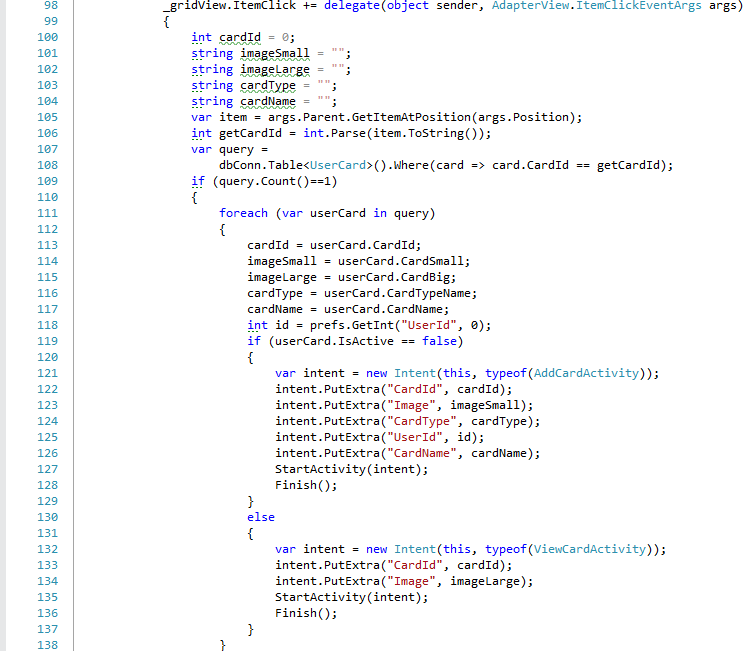 98 _gridView.ItemClick += delegate(object sender, AdapterView.ItemClickEventArgs args)
99 {
100 int cardId = 0;
101 string imageSmall = "";
102 string imageLarge = "";
103 string cardType = "";
104 string cardName = "";
105 var item = args.Parent.GetItemAtPosition(args.Position);
106 int getCardId = int.Parse(item.ToString());
107 var query =
108 dbConn.Table<UserCard>().Where(card => card.CardId == getCardId);
109 if (query.Count()==1)
110 {
111 foreach (var userCard in query)
112 {
113 cardId = userCard.CardId;
114 imageSmall = userCard.CardSmall;
115 imageLarge = userCard.CardBig;
116 cardType = userCard.CardTypeName;
117 cardName = userCard.CardName;
118 int id = prefs.GetInt("UserId", 0);
119 if (userCard.IsActive == false)
120 {
121 var intent = new Intent(this, typeof(AddCardActivity));
122 intent.PutExtra("CardId", cardId);
123 intent.PutExtra("Image", imageSmall);
124 intent.PutExtra("CardType", cardType);
125 intent.PutExtra("UserId", id);
126 intent.PutExtra("CardName", cardName);
127 StartActivity(intent);
128 Finish();
129 }
130 else
131 {
132 var intent = new Intent(this, typeof(ViewCardActivity));
133 intent.PutExtra("CardId", cardId);
134 intent.PutExtra("Image", imageLarge);
135 StartActivity(intent);
136 Finish();
137 }
138 }